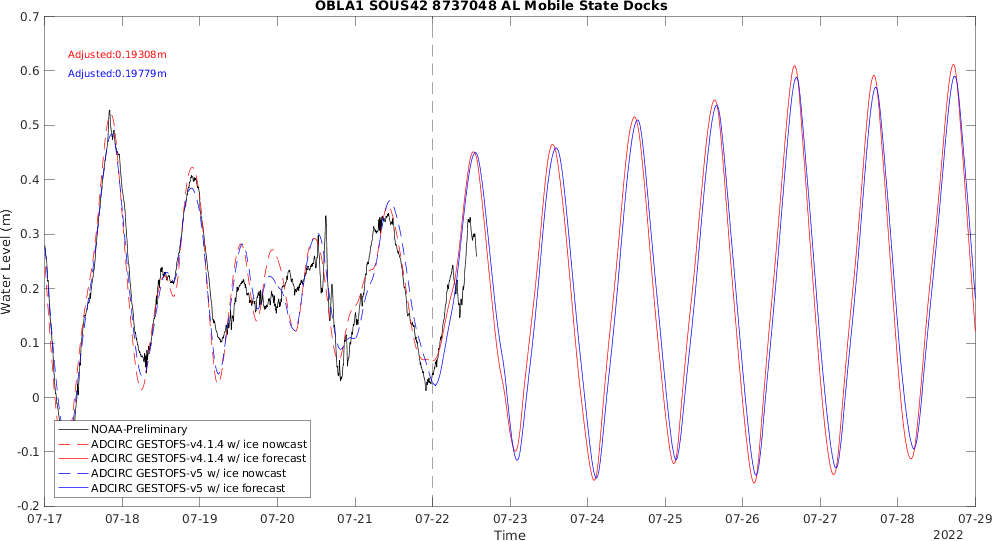 OBLA1 SOUS42 8737048 AL Mobile State Docks
0.7
0.6
0.5
0.4
0.3
0.2
0.1
0
-0.1
-0.2
Water Level (m)
Adjusted:0.19308m
Adjusted:0.19779m
NOAA-Preliminary
ADCIRC GESTOFS-v4.1.4 w/ ice nowcast
ADCIRC GESTOFS-v4.1.4 w/ ice forecast
ADCIRC GESTOFS-v5 w/ ice nowcast
ADCIRC GESTOFS-v5 w/ ice forecast
07-17 07-18 07-19 07-20 07-21 07-22 07-23 07-24 07-25 07-26 07-27 07-28 07-29
Time
2022